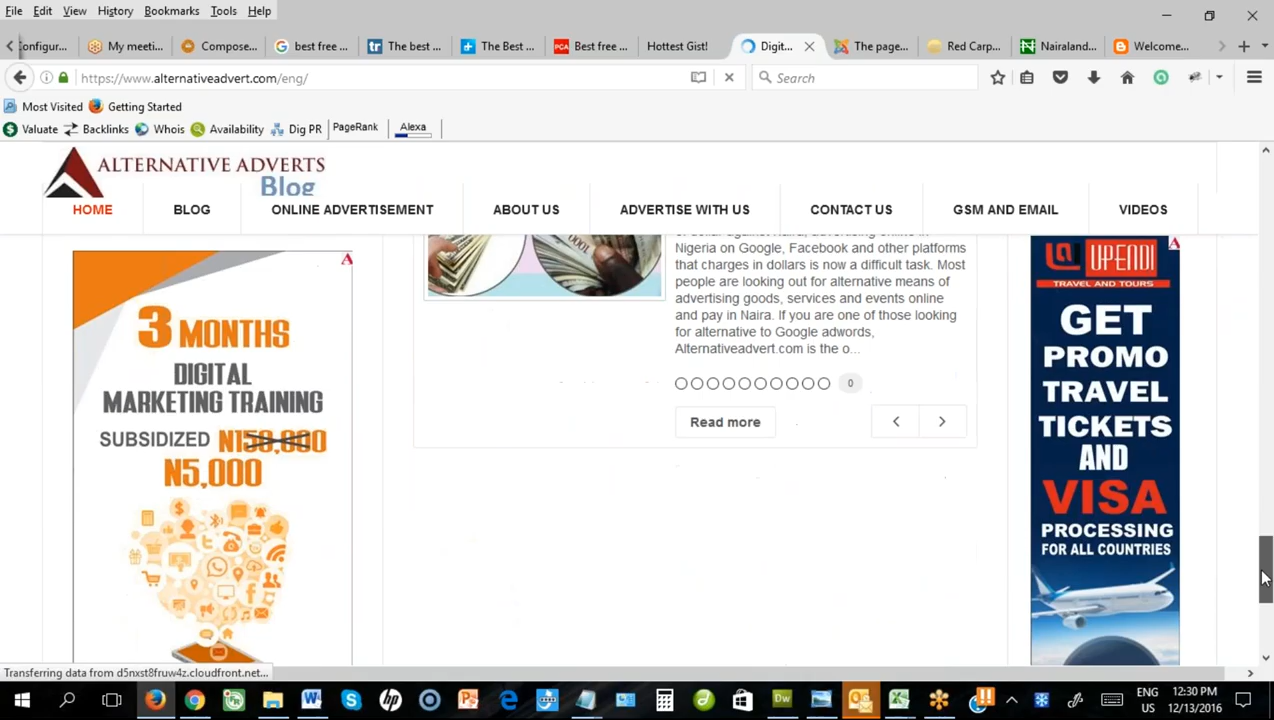 File Edit View History Bookmarks Tools Help
onfigur... My meeti... Compose... best free ... The best ... The Best ... Best free ... Hottest Gist! Digit... The page... Red Carp... Nairaland... Welcome...
https://www.alternativeadvert.com/eng/ Search
Most Visited Getting Started
Valuate Backlinks Whois Availability Dig PR PageRank Alexa
ALTERNATIVE ADVERTS
Blog
HOME BLOG ONLINE ADVERTISEMENT ABOUT US ADVERTISE WITH US CONTACT US GSM AND EMAIL VIDEOS
3 MONTHS
DIGITAL
MARKETING TRAINING
SUBSIDIZED N150,000
N5,000
of dollar against Naira, advertising online in
Nigeria on Google, Facebook and other platforms
that charges in dollars is now a difficult task. Most
people are looking out for alternative means of
advertising goods, services and events online
and pay in Naira. If you are one of those looking
for alternative to Google adwords,
Alternativeadvert.com is the o...
0
Read more
UPENDI
TRAVEL AND TOURS
GET
PROMO
TRAVEL
TICKETS
AND
VISA
PROCESSING
FOR ALL COUNTRIES
Transferring data from d5nxst8fruw4z.cloudfront.net...
ENG
US
12:30 PM
12/13/2016